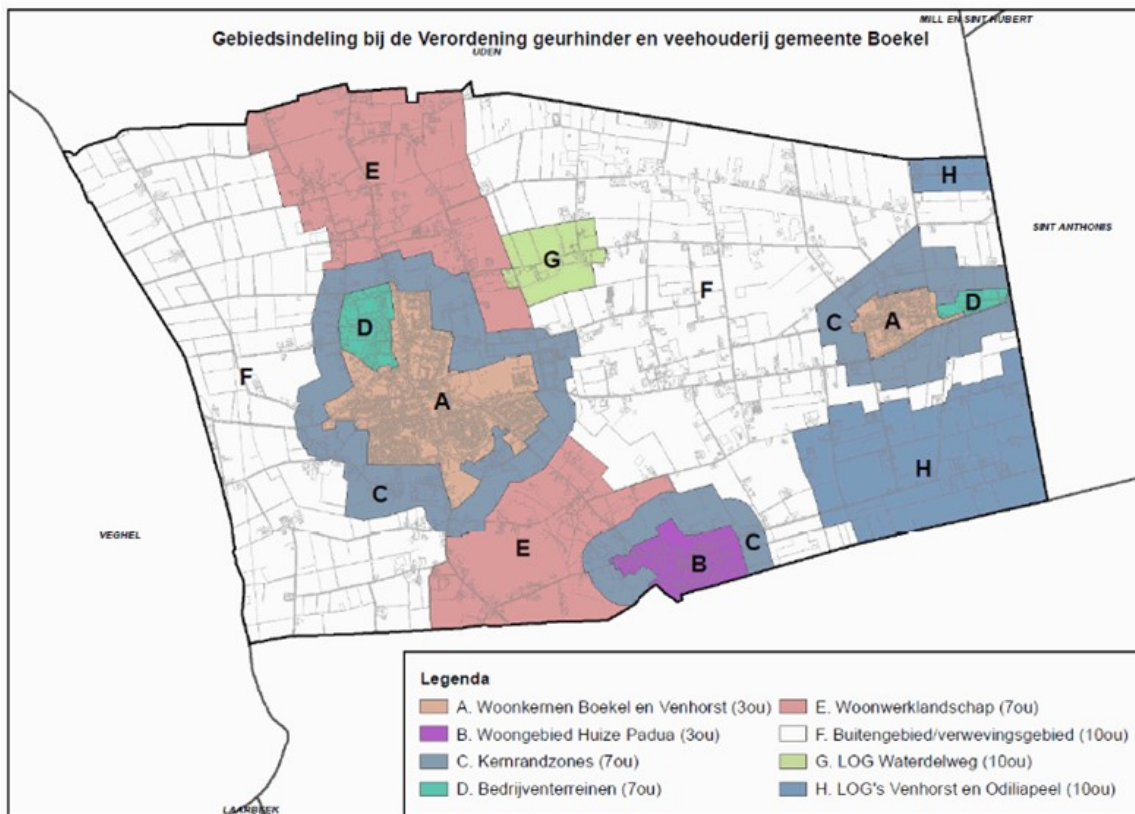 MILL EN SINT HUBERT
Gebiedsindeling bij de Verordening geurhinder en veehouderij gemeente Boekel
UDEN
E
H
SINT ANTHONIS
G
F
D
C
A
D
F
A
C
H
VEGHEL
E
B
C
Legenda
A. Woonkernen Boekel en Venhorst (3ou)
B. Woongebied Huize Padua (3ou)
C. Kernrandzones (7ou)
D. Bedrijventerreinen (7ou)
E. Woonwerklandschap (7ou)
F. Buitengebied/verwevingsgebied (10ou)
G. LOG Waterdelweg (10ou)
H. LOG's Venhorst en Odiliapeel (10ou)
LAARBEEK